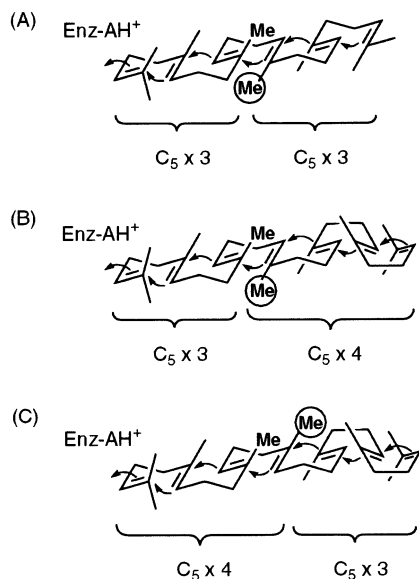 (A)
Enz-AH⁺
Me
Me
C₅ x 3 C₅ x 3
(B)
Enz-AH⁺
Me
Me
C₅ x 3 C₅ x 4
(C)
Enz-AH⁺
Me
Me
C₅ x 4 C₅ x 3